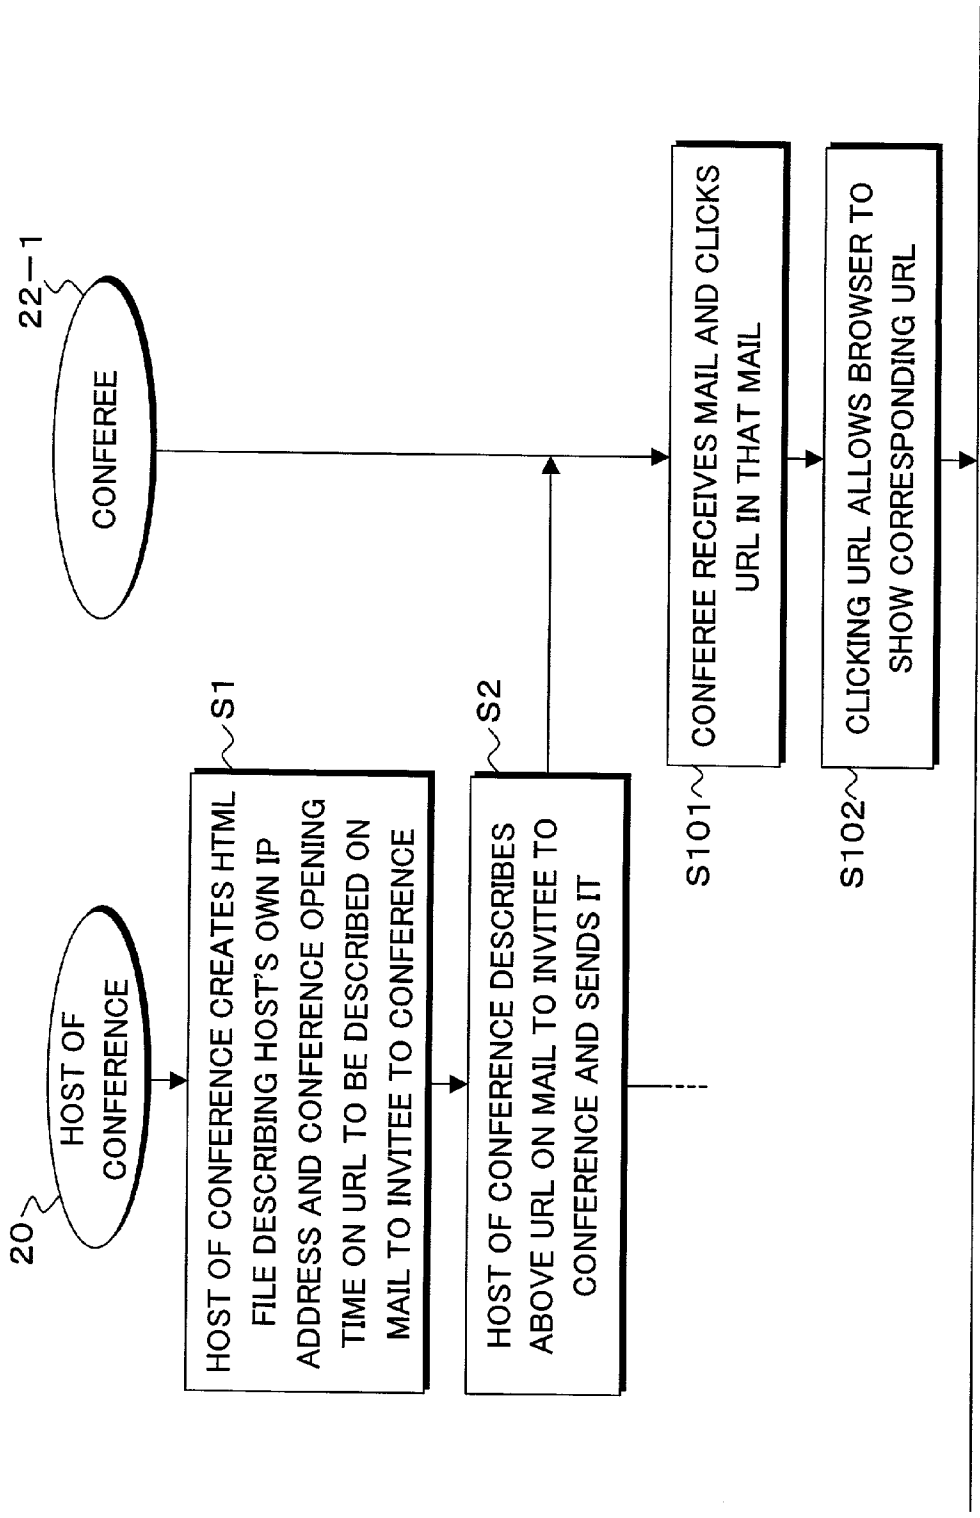 20
HOST OF
CONFERENCE
22-1
CONFEREE
S1
HOST OF CONFERENCE CREATES HTML
FILE DESCRIBING HOST'S OWN IP
ADDRESS AND CONFERENCE OPENING
TIME ON URL TO BE DESCRIBED ON
MAIL TO INVITEE TO CONFERENCE
S2
HOST OF CONFERENCE DESCRIBES
ABOVE URL ON MAIL TO INVITEE TO
CONFERENCE AND SENDS IT
S101
CONFEREE RECEIVES MAIL AND CLICKS
URL IN THAT MAIL
S102
CLICKING URL ALLOWS BROWSER TO
SHOW CORRESPONDING URL